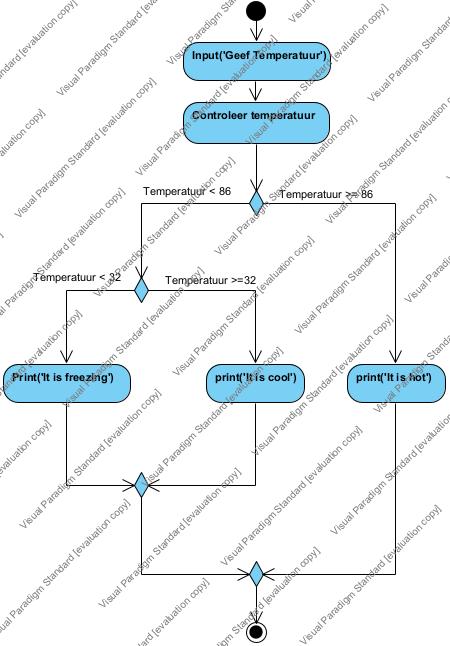 Input('Geef Temperatuur')
Controleer temperatuur
Temperatuur < 86
Temperatuur >= 86
Temperatuur < 32
Temperatuur >=32
Print('It is freezing')
print('It is cool')
print('It is hot')
Visual Paradigm Standard [evaluation copy]